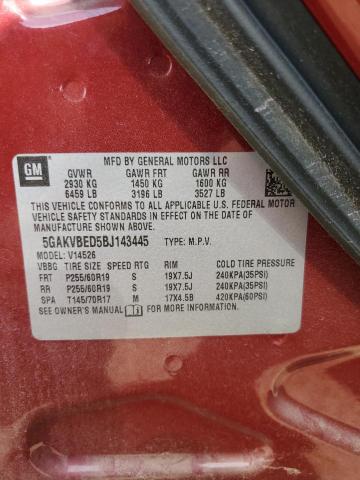 GM
MFD BY GENERAL MOTORS LLC
GVWR GAWR FRT GAWR RR
2930 KG 1450 KG 1600 KG
6459 LB 3196 LB 3527 LB
THIS VEHICLE CONFORMS TO ALL APPLICABLE U.S. FEDERAL MOTOR
VEHICLE SAFETY STANDARDS IN EFFECT ON THE DATE OF
MANUFACTURE SHOWN ABOVE.
5GAKVBED5BJ143445 TYPE: M.P.V.
MODEL: V14526
VBBG TIRE SIZE SPEED RTG RIM COLD TIRE PRESSURE
FRT P255/60R19 S 19X7.5J 240KPA(35PSI)
RR P255/60R19 S 19X7.5J 240KPA(35PSI)
SPA T145/70R17 M 17X4.5B 420KPA(60PSI)
SEE OWNER'S MANUAL FOR MORE INFORMATION.